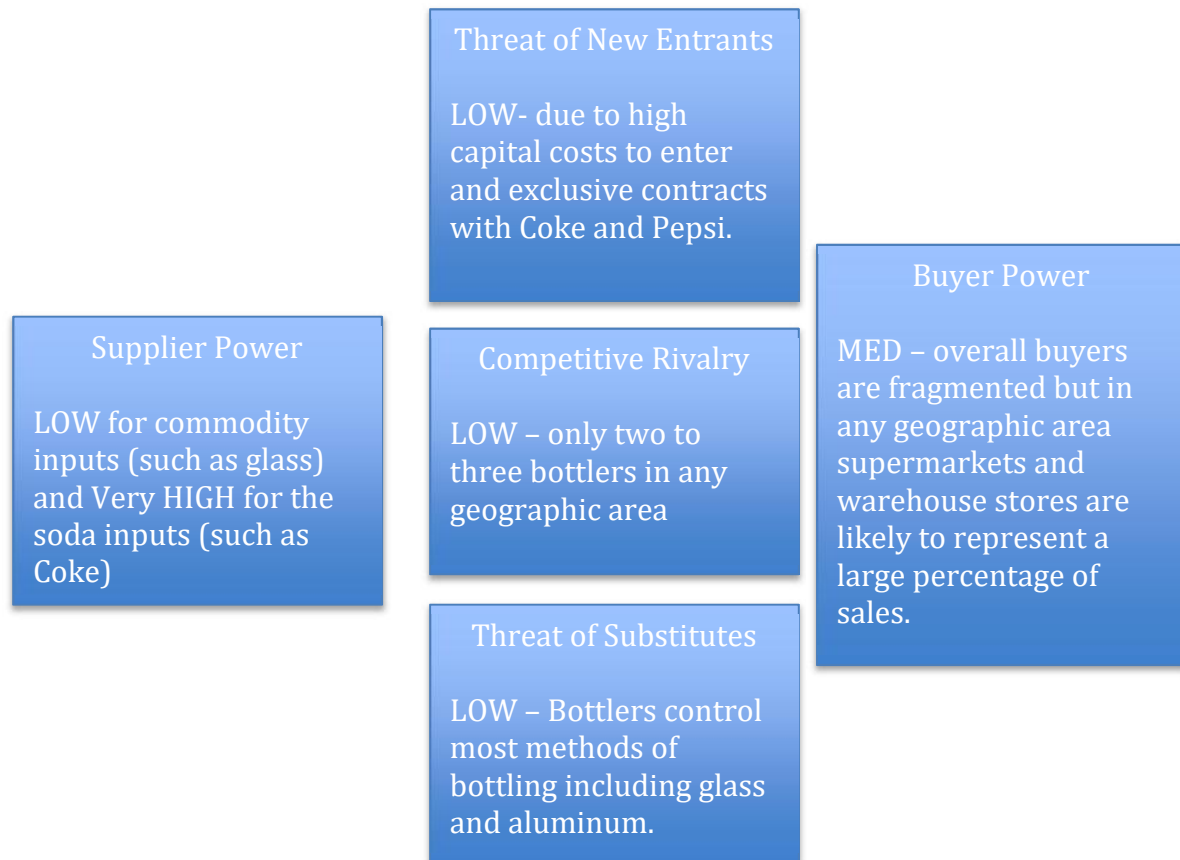 Threat of New Entrants
LOW- due to high
capital costs to enter
and exclusive contracts
with Coke and Pepsi.
Supplier Power
LOW for commodity
inputs (such as glass)
and Very HIGH for the
soda inputs (such as
Coke)
Competitive Rivalry
LOW – only two to
three bottlers in any
geographic area
Buyer Power
MED – overall buyers
are fragmented but in
any geographic area
supermarkets and
warehouse stores are
likely to represent a
large percentage of
sales.
Threat of Substitutes
LOW – Bottlers control
most methods of
bottling including glass
and aluminum.